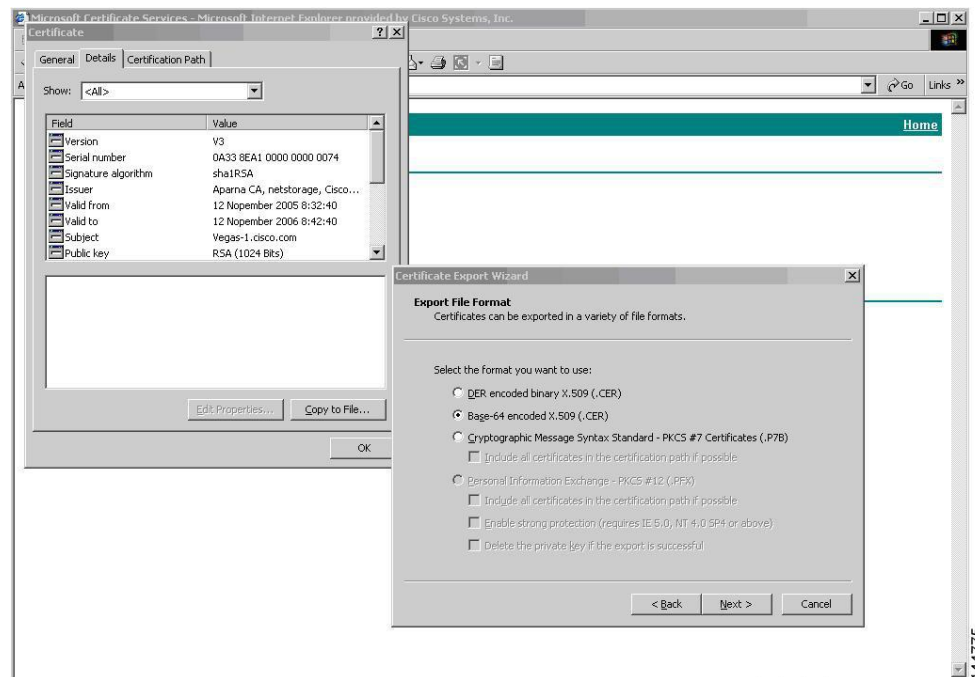 Microsoft Certificate Services - Microsoft Internet Explorer provided by Cisco Systems, Inc.
Certificate
General Details Certification Path
Show: <All>
Field Value
Version V3
Serial number 0A33 8EA1 0000 0000 0074
Signature algorithm sha1RSA
Issuer Aparna CA, netstorage, Cisco...
Valid from 12 Nopember 2005 8:32:40
Valid to 12 Nopember 2006 8:42:40
Subject Vegas-1.cisco.com
Public key RSA (1024 Bits)
Edit Properties... Copy to File...
OK
Go Links »
Home
Certificate Export Wizard
Export File Format
Certificates can be exported in a variety of file formats.
Select the format you want to use:
DER encoded binary X.509 (.CER)
Base-64 encoded X.509 (.CER)
Cryptographic Message Syntax Standard - PKCS #7 Certificates (.P7B)
Include all certificates in the certification path if possible
Personal Information Exchange - PKCS #12 (.PFX)
Include all certificates in the certification path if possible
Enable strong protection (requires IE 5.0, NT 4.0 SP4 or above)
Delete the private key if the export is successful
< Back Next > Cancel